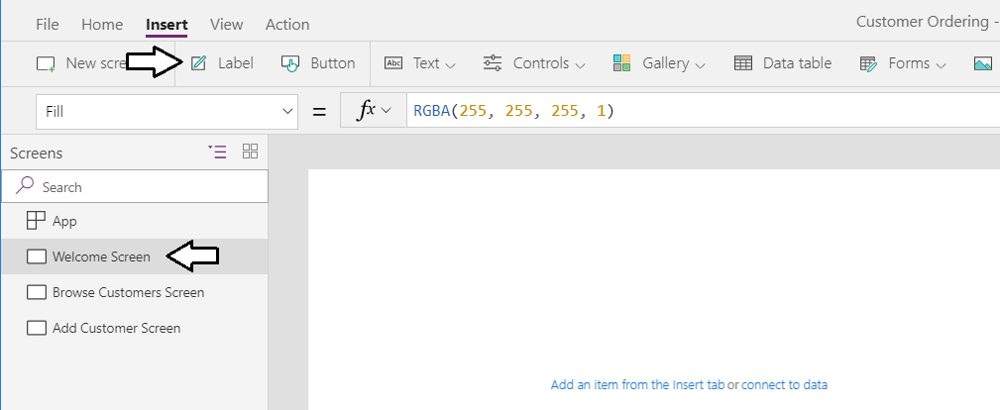 File Home Insert View Action Customer Ordering -
New scre Label Button Text Controls Gallery Data table Forms
Fill = fx RGBA(255, 255, 255, 1)
Screens
Search
App
Welcome Screen
Browse Customers Screen
Add Customer Screen
Add an item from the Insert tab or connect to data